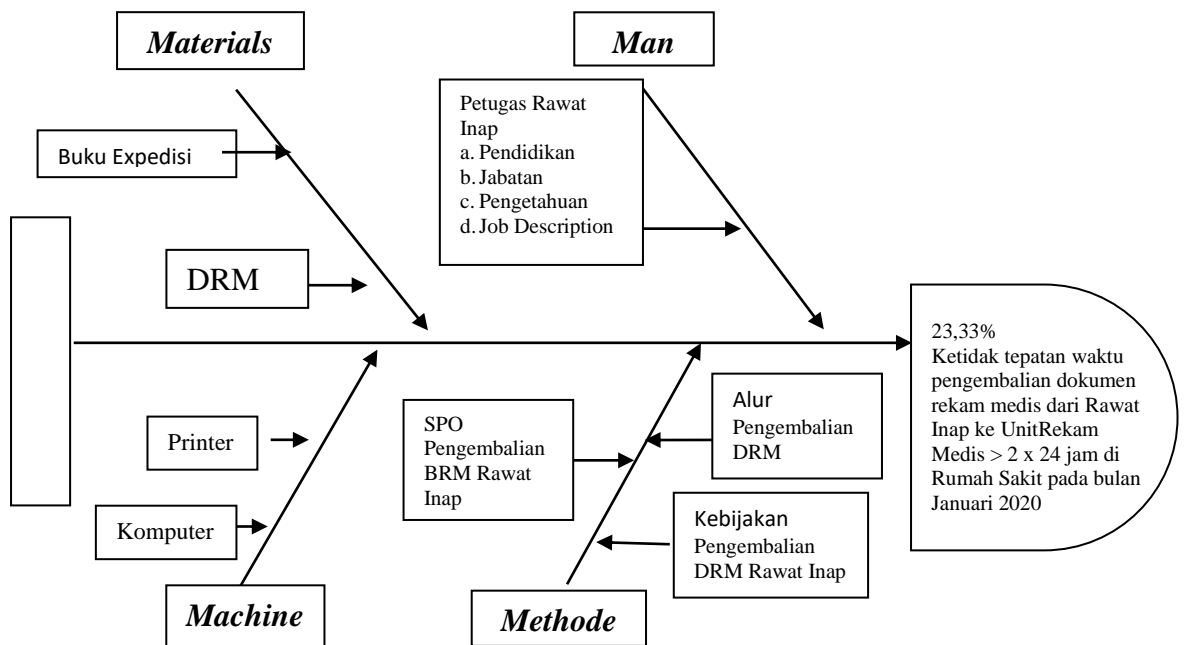 Materials
Man
Buku Expedisi
Petugas Rawat
Inap
a. Pendidikan
b. Jabatan
c. Pengetahuan
d. Job Description
DRM
23,33%
Ketidak tepatan waktu
pengembalian dokumen
rekam medis dari Rawat
Inap ke UnitRekam
Medis > 2 x 24 jam di
Rumah Sakit pada bulan
Januari 2020
Printer
Komputer
SPO
Pengembalian
BRM Rawat
Inap
Alur
Pengembalian
DRM
Kebijakan
Pengembalian
DRM Rawat Inap
Machine
Methode